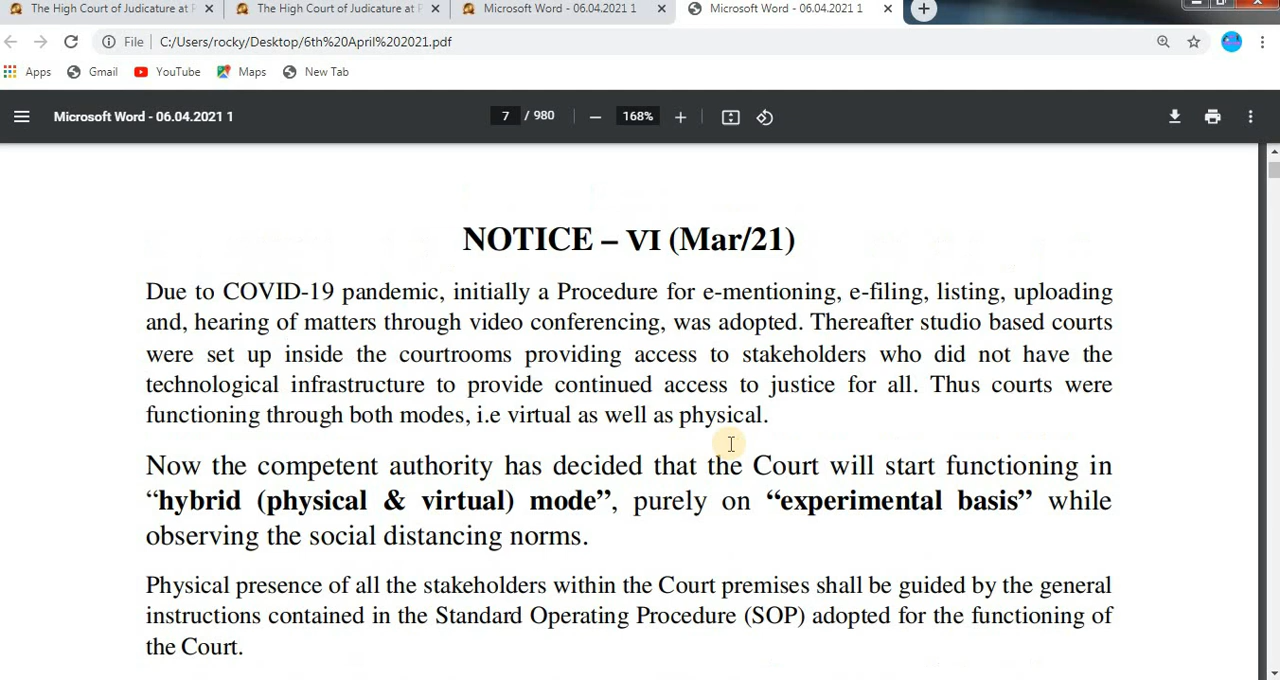 The High Court of Judicature at P
The High Court of Judicature at P
Microsoft Word - 06.04.2021 1
Microsoft Word - 06.04.2021 1
File
C:/Users/rocky/Desktop/6th%20April%202021.pdf
Apps
Gmail
YouTube
Maps
New Tab
Microsoft Word - 06.04.2021 1
7 / 980
168%
NOTICE – VI (Mar/21)
Due to COVID-19 pandemic, initially a Procedure for e-mentioning, e-filing, listing, uploading
and, hearing of matters through video conferencing, was adopted. Thereafter studio based courts
were set up inside the courtrooms providing access to stakeholders who did not have the
technological infrastructure to provide continued access to justice for all. Thus courts were
functioning through both modes, i.e virtual as well as physical.
Now the competent authority has decided that the Court will start functioning in
“hybrid (physical & virtual) mode”, purely on “experimental basis” while
observing the social distancing norms.
Physical presence of all the stakeholders within the Court premises shall be guided by the general
instructions contained in the Standard Operating Procedure (SOP) adopted for the functioning of
the Court.